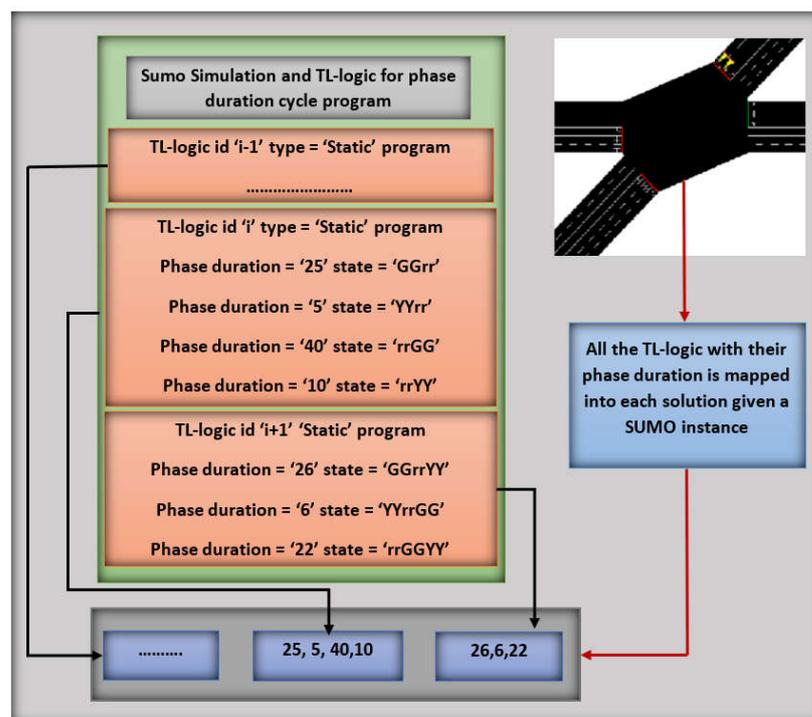 Sumo Simulation and TL-logic for phase
duration cycle program
TL-logic id ‘i-1’ type = ‘Static’ program
........................
TL-logic id ‘i’ type = ‘Static’ program
Phase duration = ‘25’ state = ‘GGrr’
Phase duration = ‘5’ state = ‘YYrr’
Phase duration = ‘40’ state = ‘rrGG’
Phase duration = ‘10’ state = ‘rrYY’
TL-logic id ‘i+1’ ‘Static’ program
Phase duration = ‘26’ state = ‘GGrrYY’
Phase duration = ‘6’ state = ‘YYrrGG’
Phase duration = ‘22’ state = ‘rrGGYY’
All the TL-logic with their
phase duration is mapped
into each solution given a
SUMO instance
..........
25, 5, 40,10
26,6,22